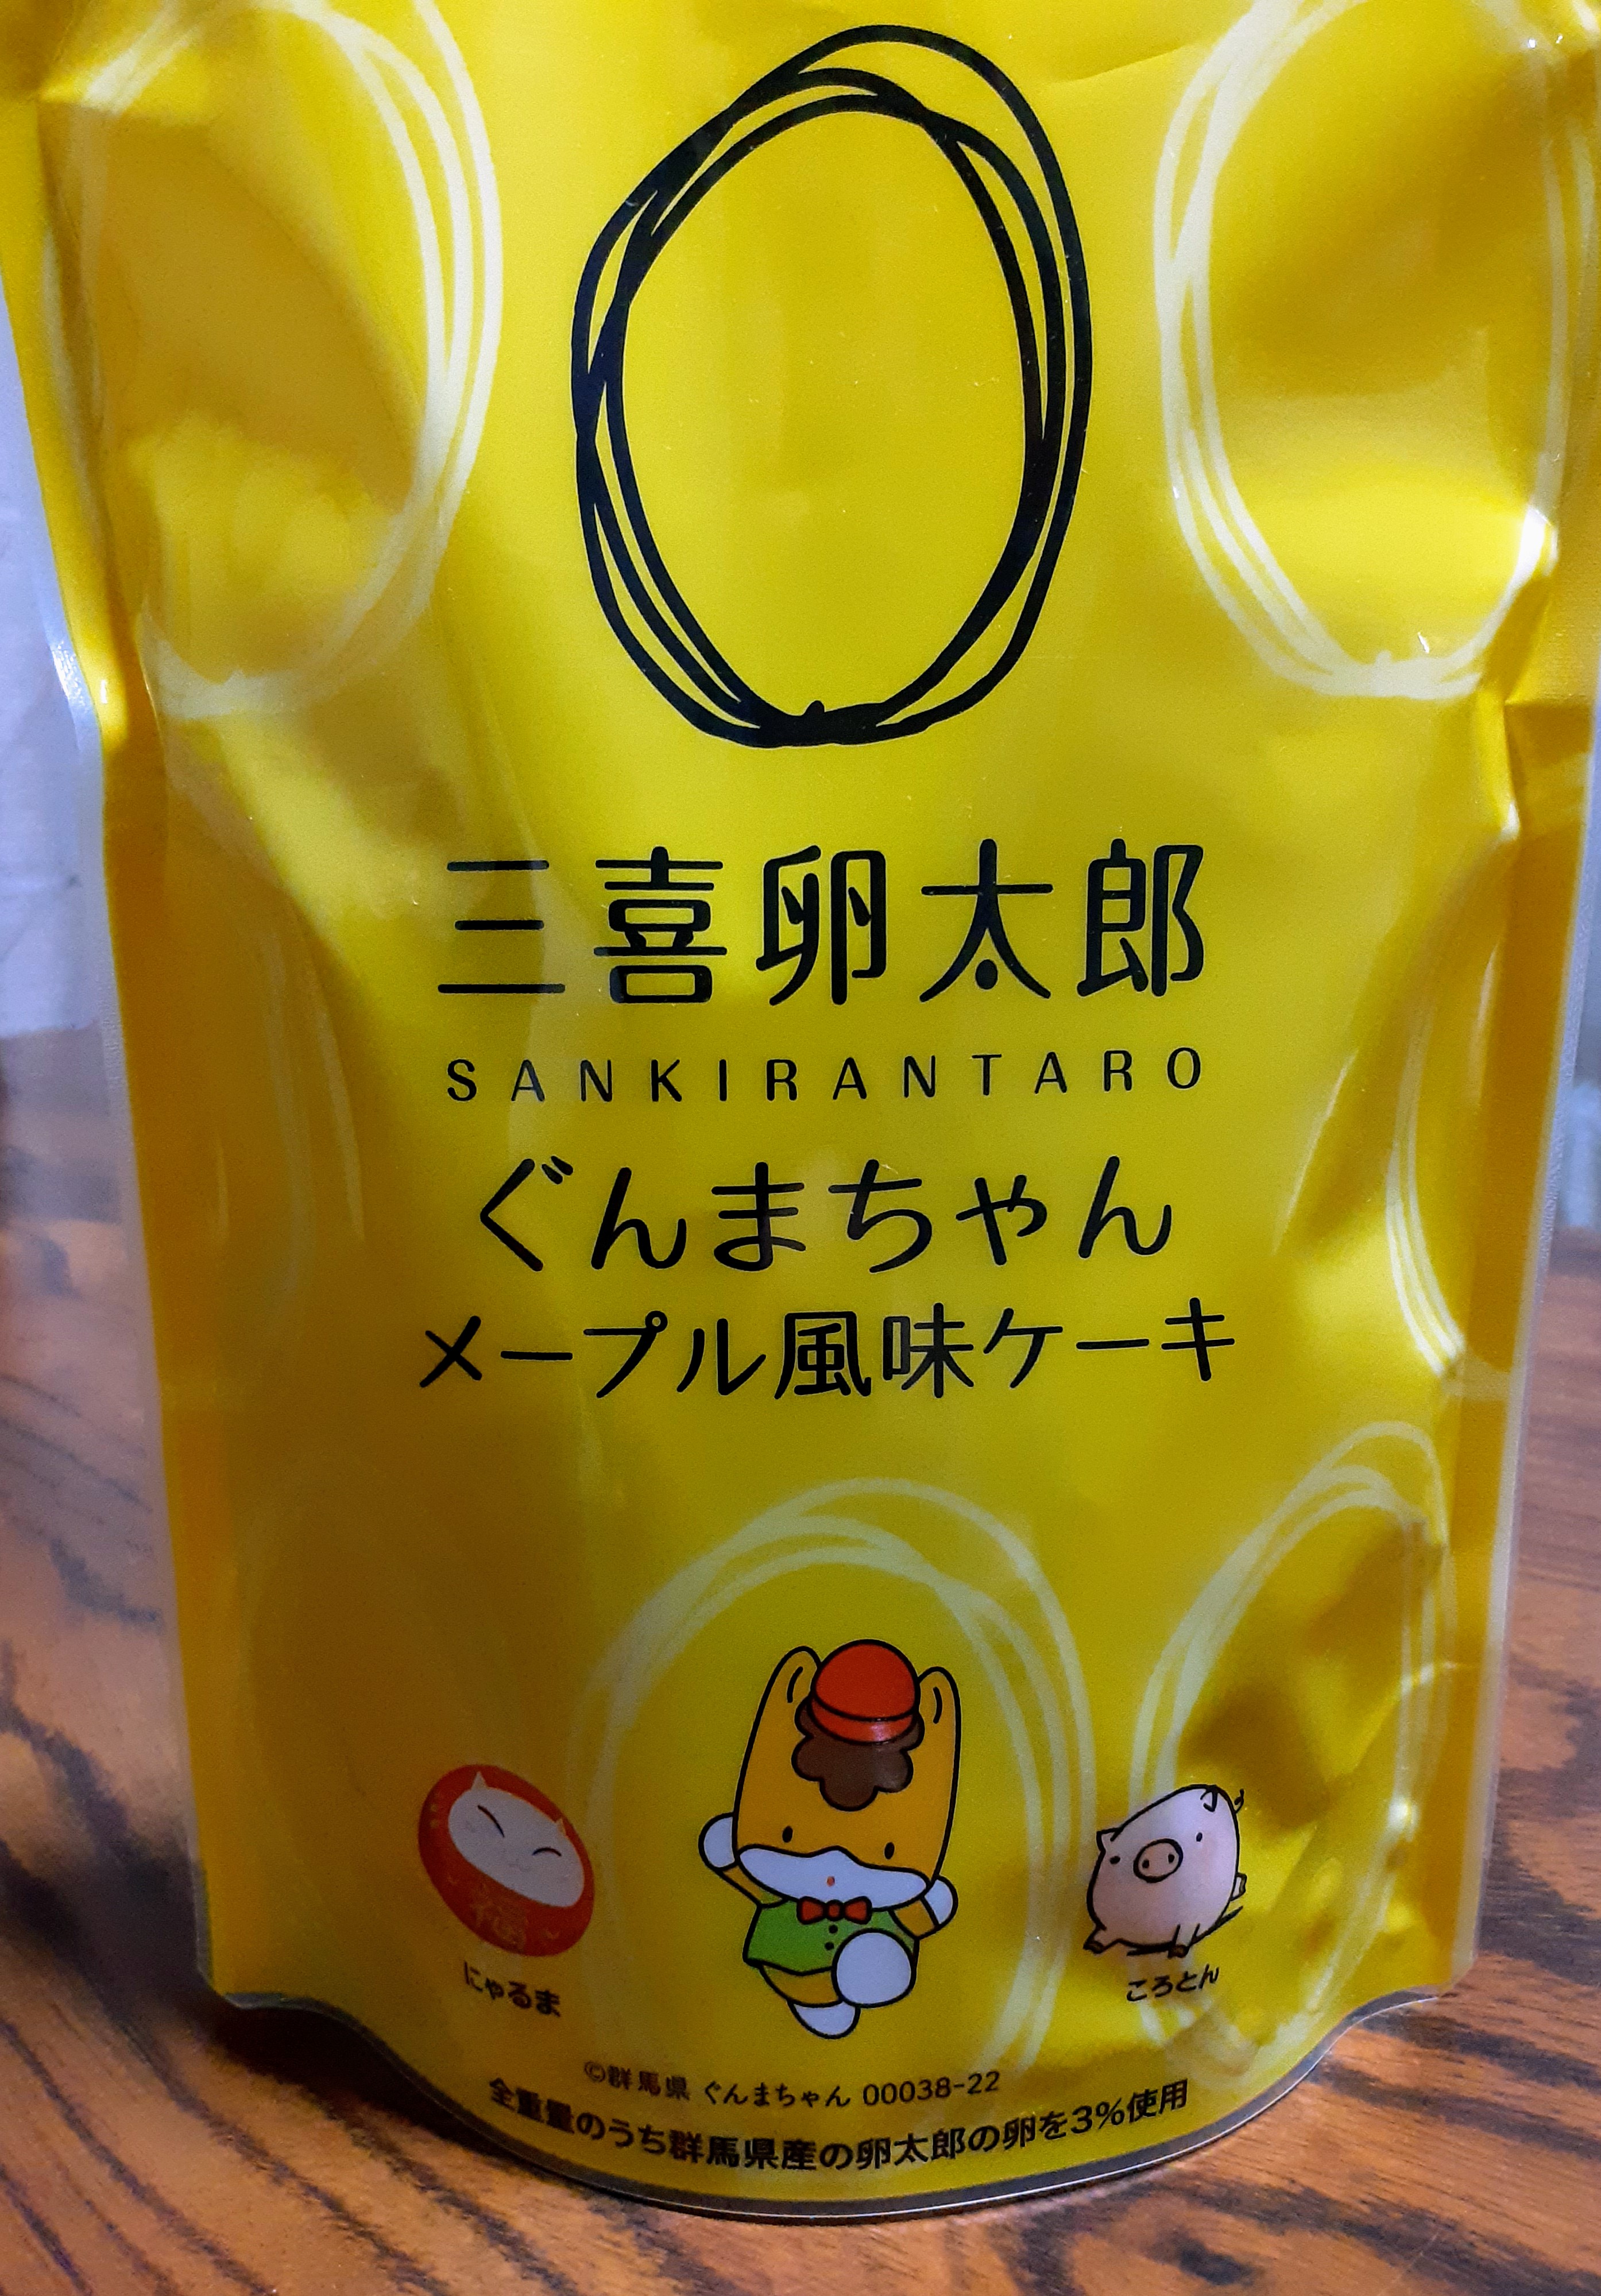 三喜卵太郎
SANKIRANTARO
ぐんまちゃん
メープル風味ケーキ
福
にゃるま
ころとん
©群馬県 ぐんまちゃん 00038-22
全重量のうち群馬県産の卵太郎の卵を3%使用